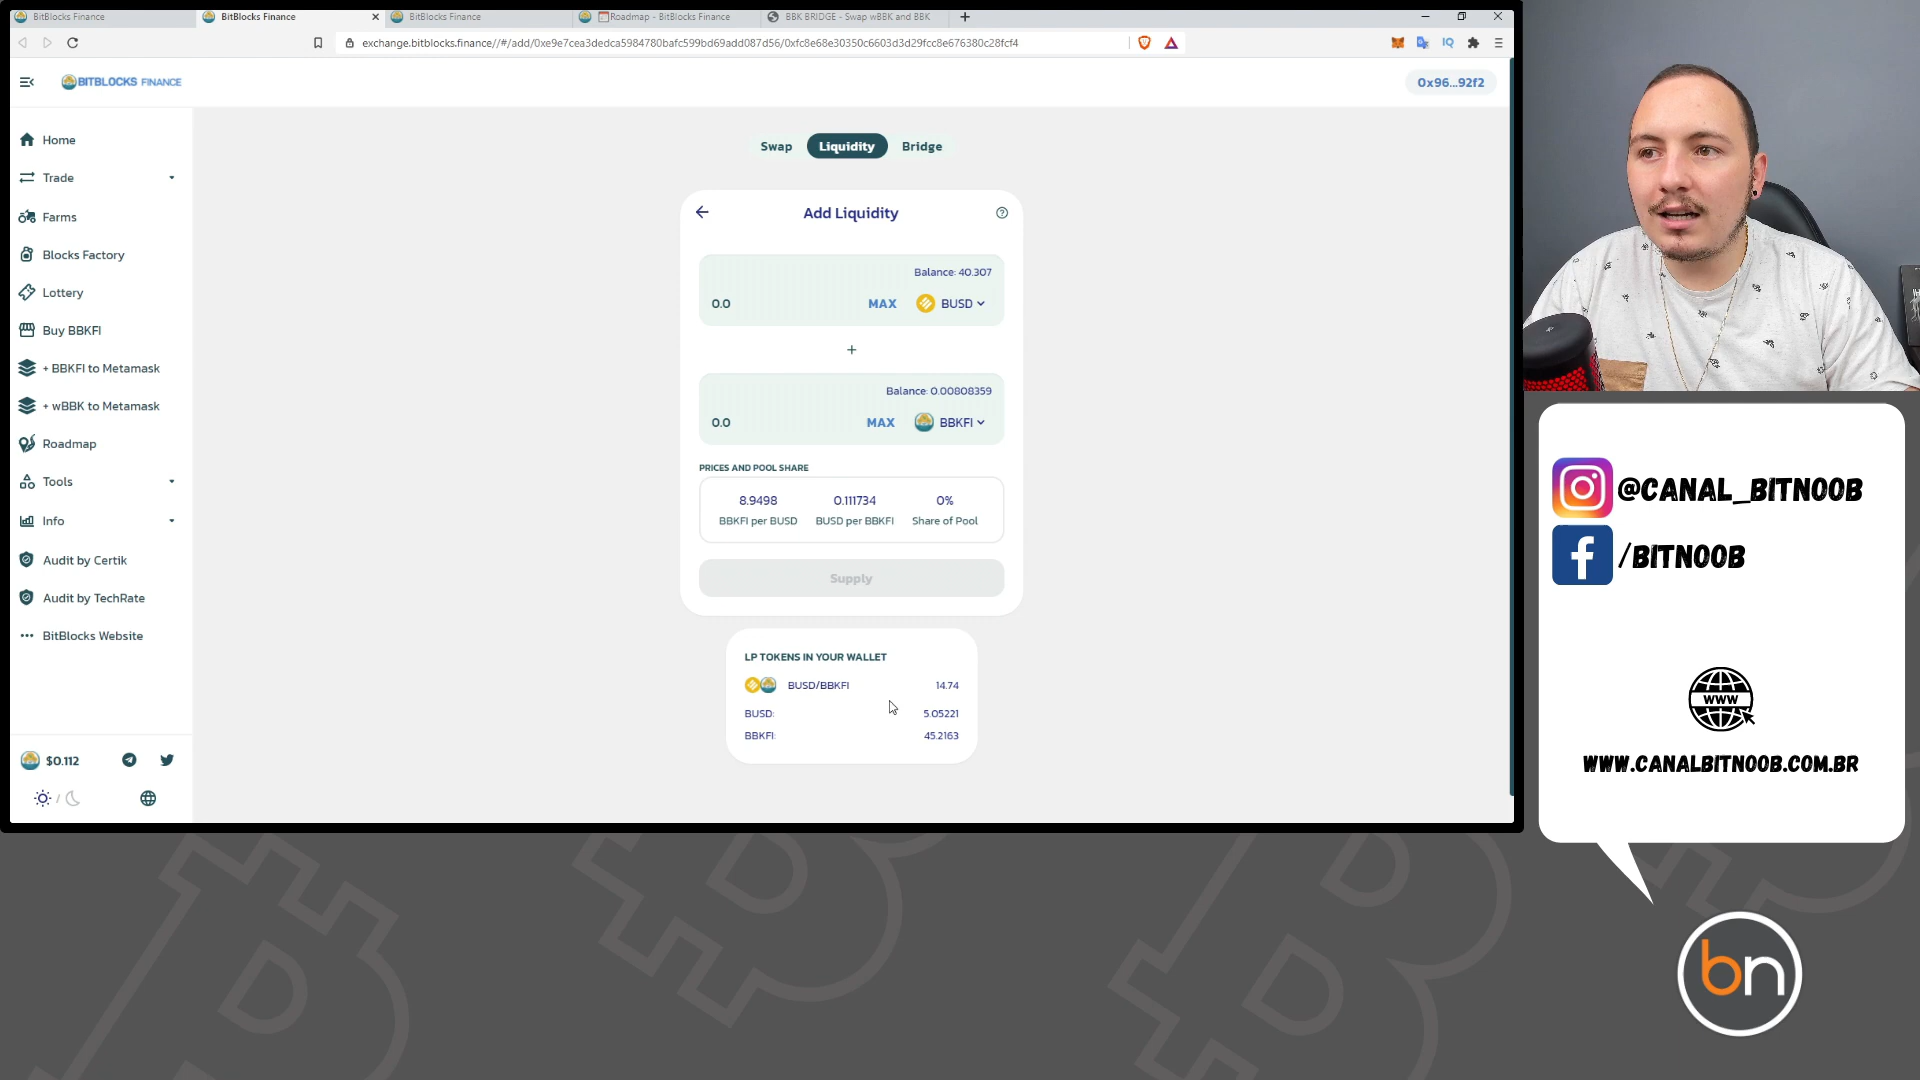 BitBlocks Finance
BitBlocks Finance
BitBlocks Finance
Roadmap - BitBlocks Finance
BBK BRIDGE - Swap wBBK and BBK
exchange.bitblocks.finance//#/add/0xe9e7cea3dedca5984780bafc599bd69add087d56/0xfc8e68e30350c6603d3d29fcc8e676380c28fcf4
BITBLOCKS FINANCE
0x96...92f2
Home
Trade
Farms
Blocks Factory
Lottery
Buy BBKFI
+ BBKFI to Metamask
+ wBBK to Metamask
Roadmap
Tools
Info
Audit by Certik
Audit by TechRate
BitBlocks Website
$0.112
/
Swap Liquidity Bridge
Add Liquidity
Balance: 40.307
0.0 MAX BUSD
+
Balance: 0.00808359
0.0 MAX BBKFI
PRICES AND POOL SHARE
8.9498 0.111734 0%
BBKFI per BUSD BUSD per BBKFI Share of Pool
Supply
LP TOKENS IN YOUR WALLET
BUSD/BBKFI 14.74
BUSD: 5.05221
BBKFI: 45.2163
@CANAL_BITNOOB
/BITNOOB
WWW
WWW.CANALBITNOOB.COM.BR
bn